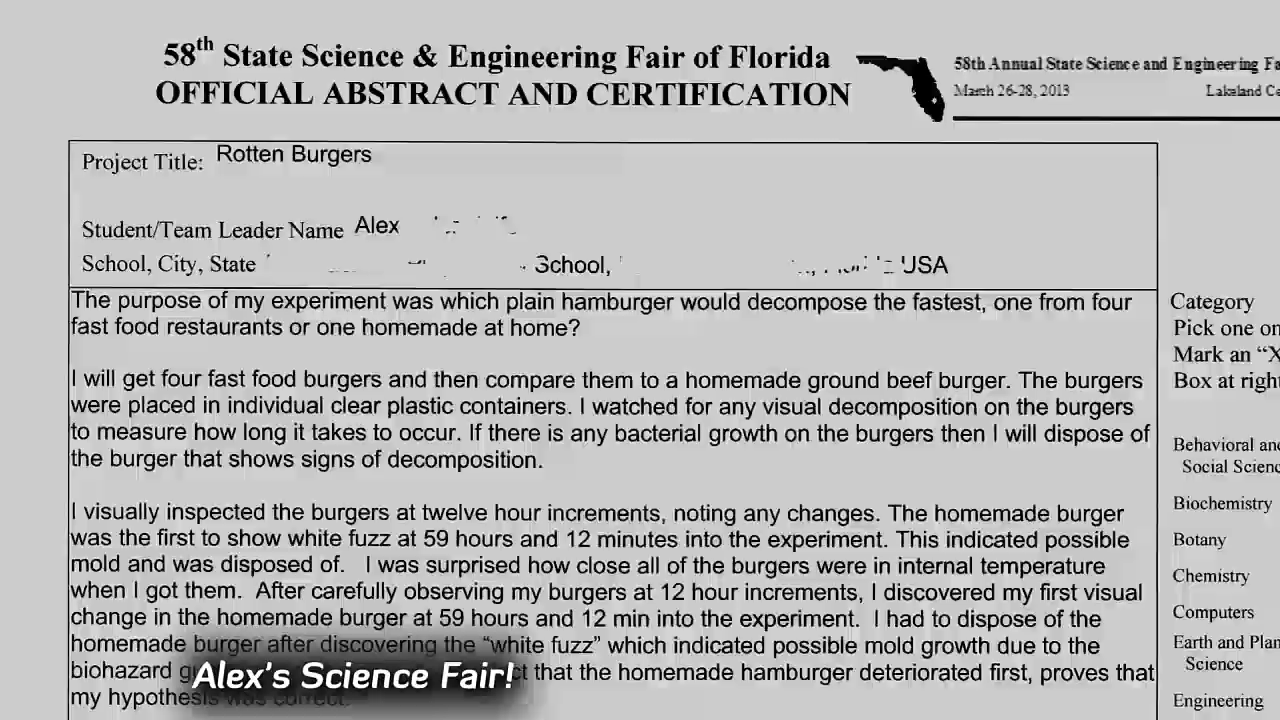 58th State Science & Engineering Fair of Florida
OFFICIAL ABSTRACT AND CERTIFICATION
58th Annual State Science and Engineering Fa
March 26-28, 2013 Lakeland Ce
Project Title: Rotten Burgers
Student/Team Leader Name Alex
School, City, State School, USA
The purpose of my experiment was which plain hamburger would decompose the fastest, one from four
fast food restaurants or one homemade at home?
I will get four fast food burgers and then compare them to a homemade ground beef burger. The burgers
were placed in individual clear plastic containers. I watched for any visual decomposition on the burgers
to measure how long it takes to occur. If there is any bacterial growth on the burgers then I will dispose of
the burger that shows signs of decomposition.
I visually inspected the burgers at twelve hour increments, noting any changes. The homemade burger
was the first to show white fuzz at 59 hours and 12 minutes into the experiment. This indicated possible
mold and was disposed of. I was surprised how close all of the burgers were in internal temperature
when I got them. After carefully observing my burgers at 12 hour increments, I discovered my first visual
change in the homemade burger at 59 hours and 12 min into the experiment. I had to dispose of the
homemade burger after discovering the “white fuzz” which indicated possible mold growth due to the
biohazard that the homemade hamburger deteriorated first, proves that
my hypothesis was correct.
Alex's Science Fair!
Category
Pick one on
Mark an “X
Box at right
Behavioral and
Social Scienc
Biochemistry
Botany
Chemistry
Computers
Earth and Plan
Science
Engineering